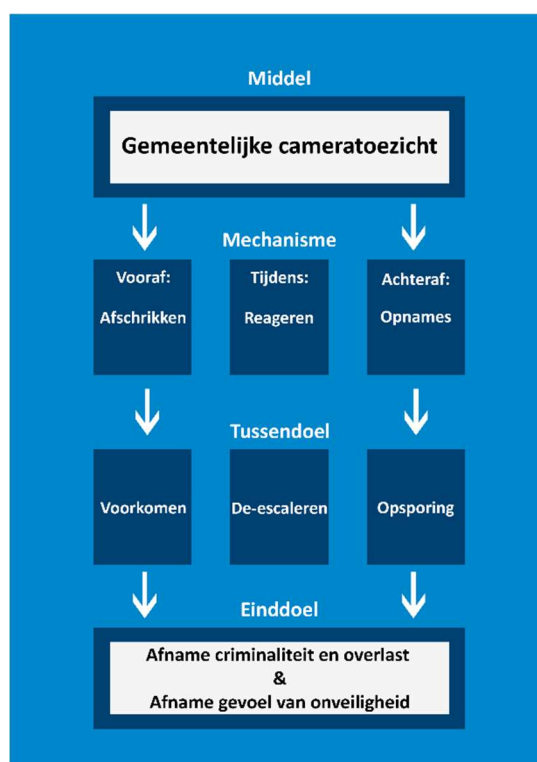 Middel
Gemeentelijke cameratoezicht
Mechanisme
Vooraf:
Afschrikken
Tijdens:
Reageren
Achteraf:
Opnames
Tussendoel
Voorkomen
De-escaleren
Opsporing
Einddoel
Afname criminaliteit en overlast
&
Afname gevoel van onveiligheid